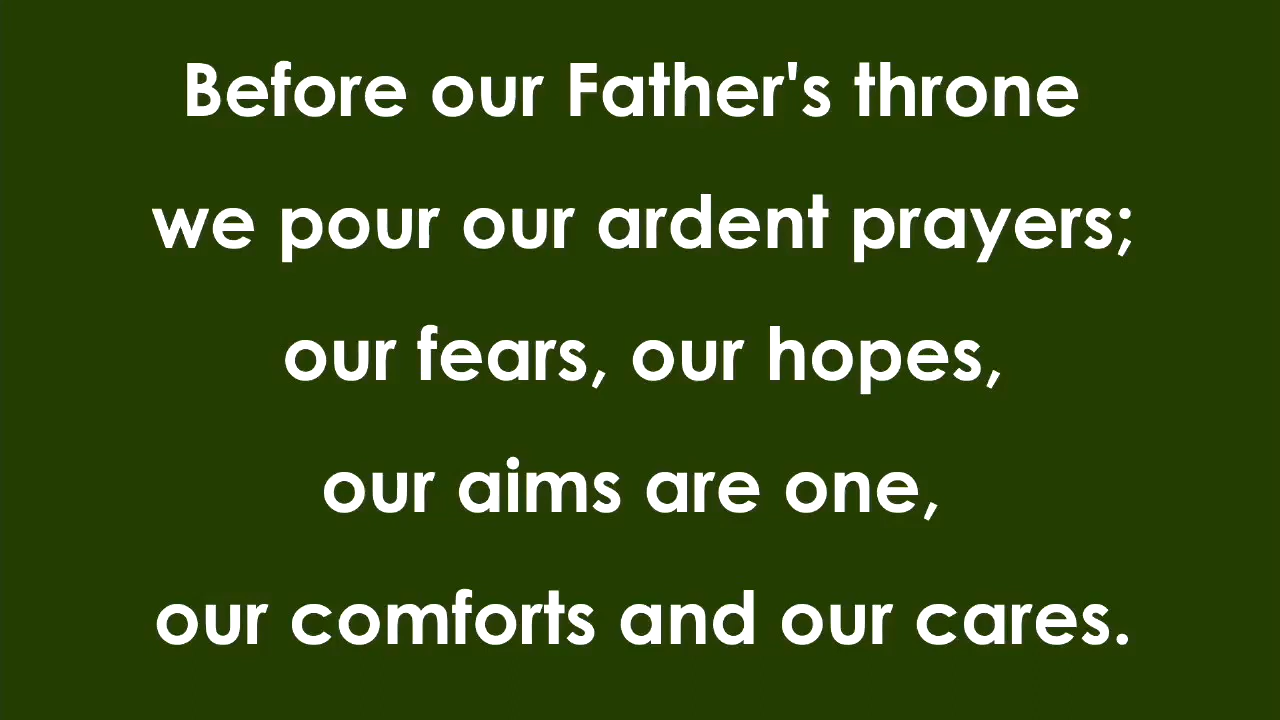 Before our Father's throne
we pour our ardent prayers;
our fears, our hopes,
our aims are one,
our comforts and our cares.